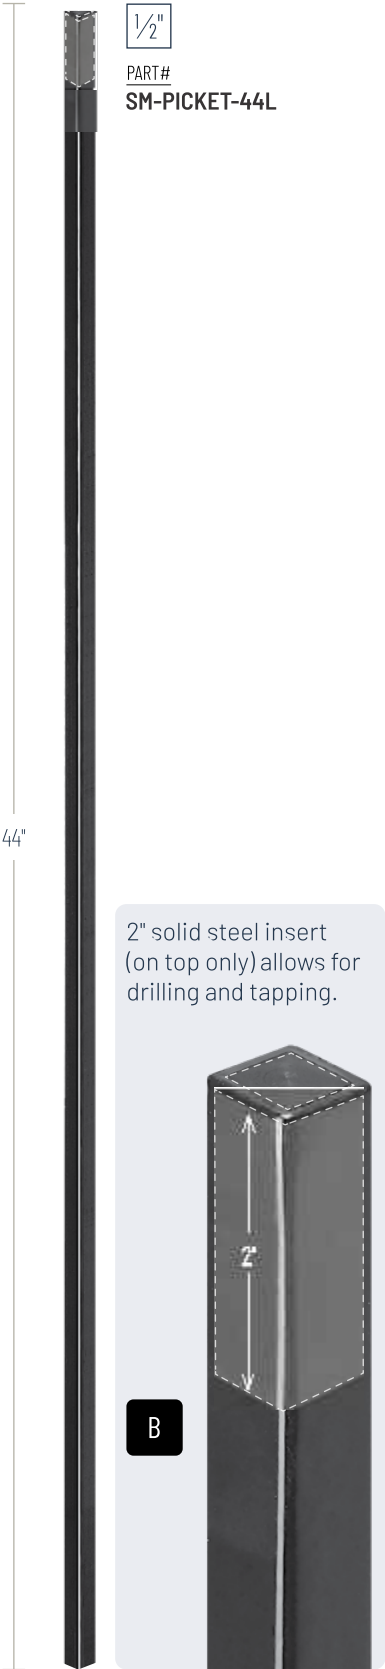 1/2"
PART#
SM-PICKET-44L
44"
2" solid steel insert
(on top only) allows for
drilling and tapping.
2"
B